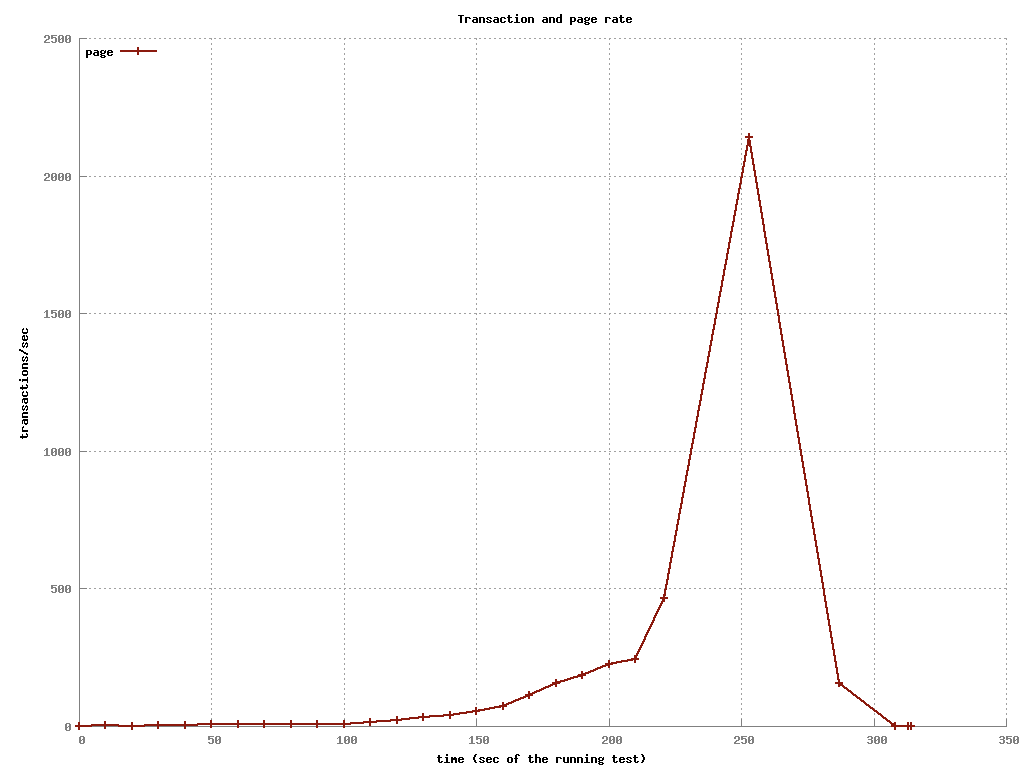 Transaction and page rate
2500
page
2000
1500
transactions/sec
1000
500
0
0 50 100 150 200 250 300 350
time (sec of the running test)